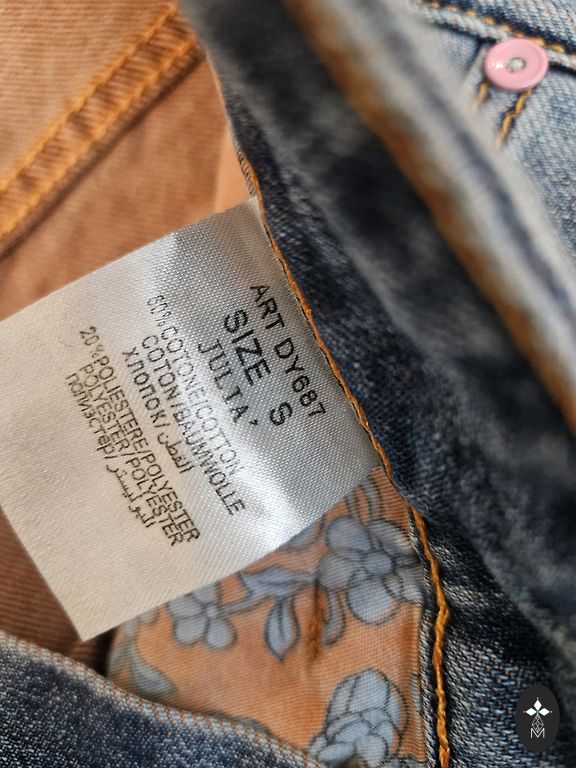 ART DY687
SIZE S
JULIA'
80% COTONE/COTTON
COTON/BAUMWOLLE
ХЛОПОК/القطن
20%POLIESTERE/POLYESTER
POLYESTER/POLYESTER
полиэстер/البوليستر
M